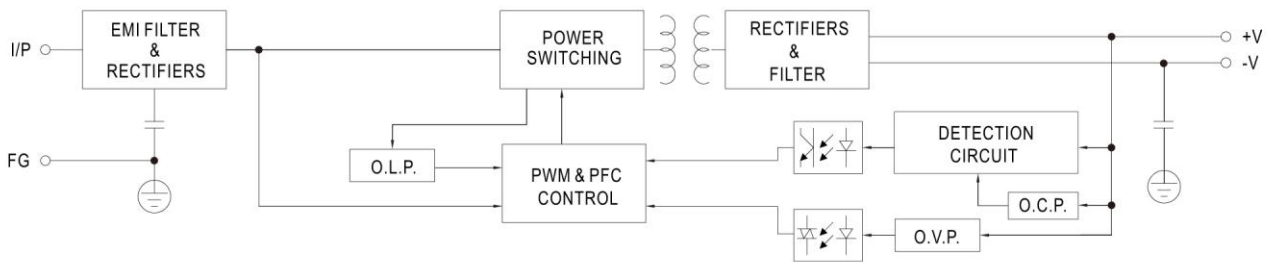 I/P
EMI FILTER
&
RECTIFIERS
POWER
SWITCHING
RECTIFIERS
&
FILTER
+V
-V
FG
O.L.P.
PWM & PFC
CONTROL
DETECTION
CIRCUIT
O.C.P.
O.V.P.